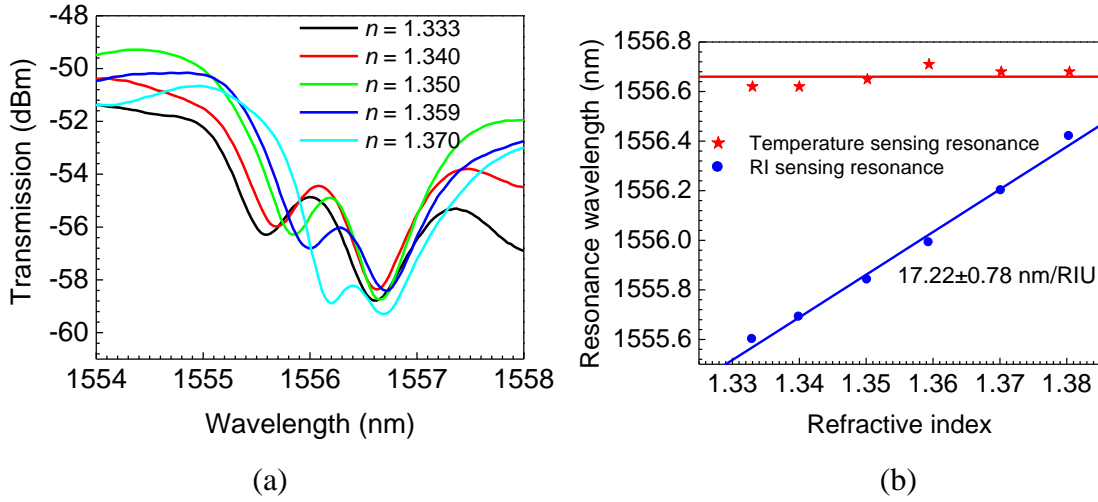 -48
-50
-52
-54
-56
-58
-60
Transmission (dBm)
n = 1.333
n = 1.340
n = 1.350
n = 1.359
n = 1.370
1554 1555 1556 1557 1558
Wavelength (nm)
(a)
1556.8
1556.6
1556.4
1556.2
1556.0
1555.8
1555.6
Resonance wavelength (nm)
Temperature sensing resonance
RI sensing resonance
17.22±0.78 nm/RIU
1.33 1.34 1.35 1.36 1.37 1.38
Refractive index
(b)